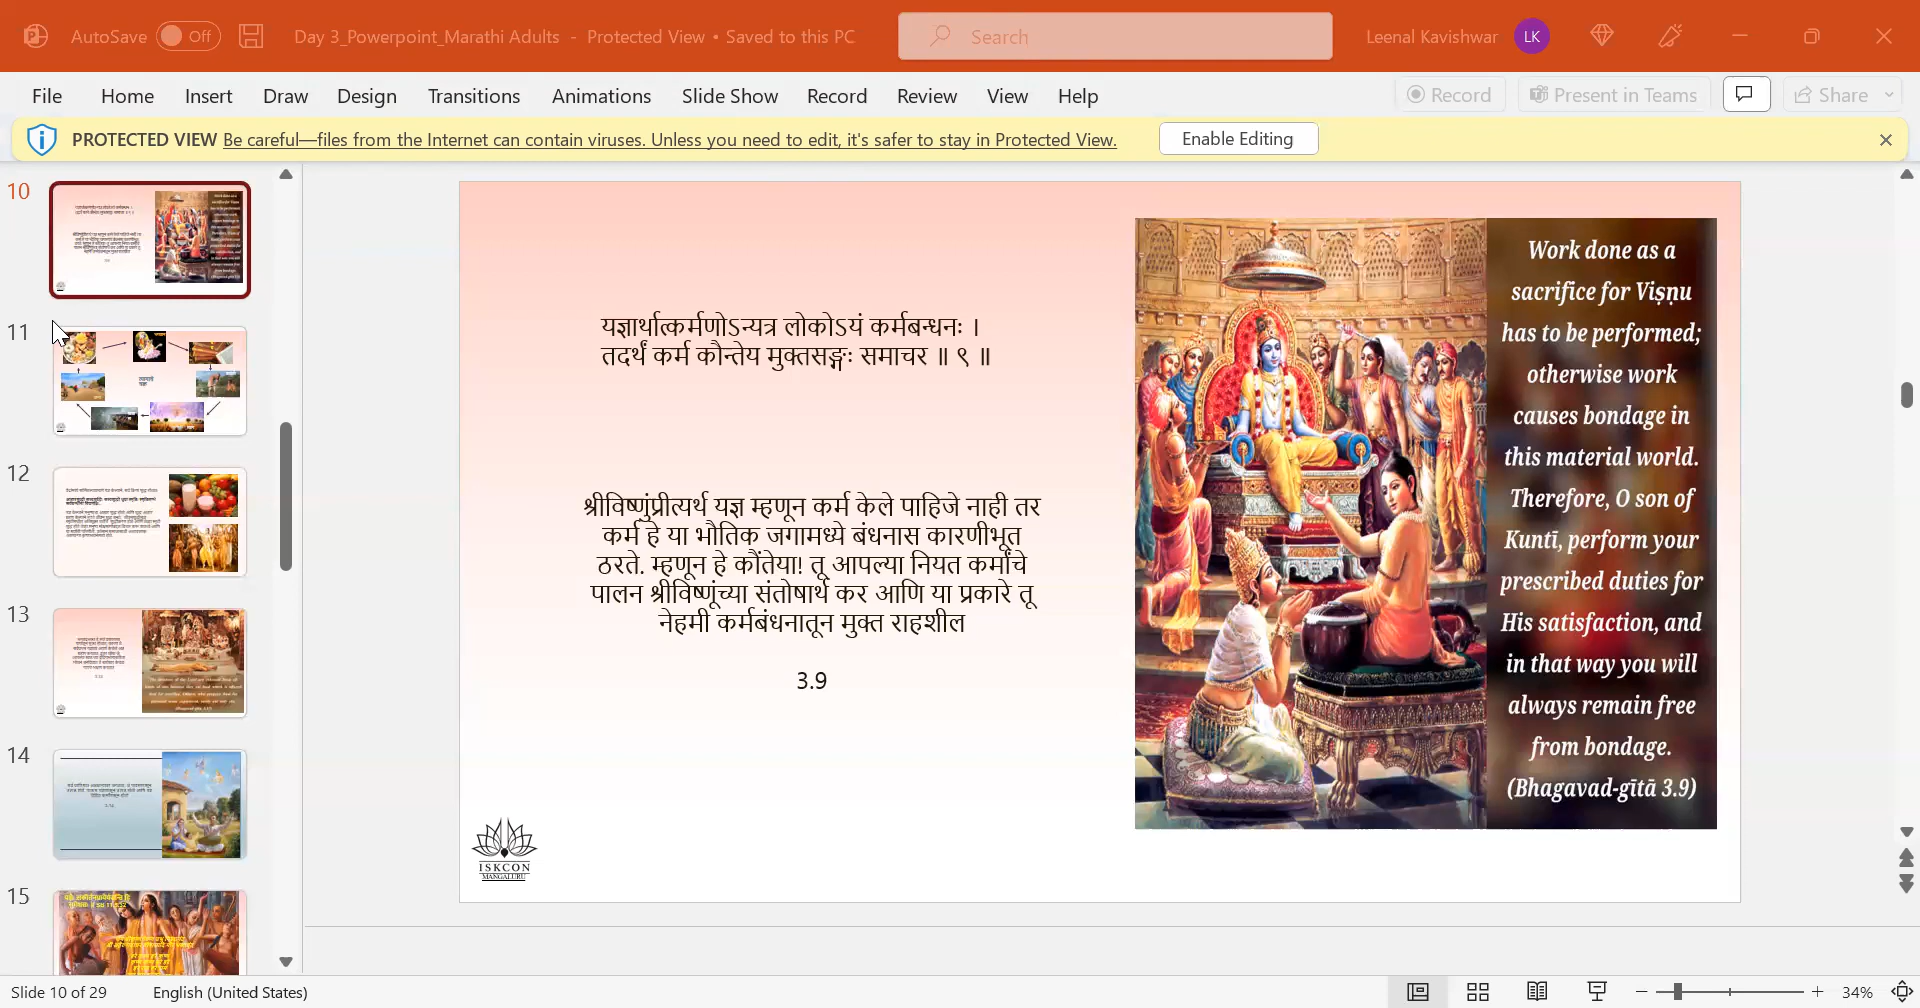 AutoSave Off Day 3_Powerpoint_Marathi Adults - Protected View • Saved to this PC Search Leenal Kavishwar LK
File Home Insert Draw Design Transitions Animations Slide Show Record Review View Help Record Present in Teams Share
PROTECTED VIEW Be careful—files from the Internet can contain viruses. Unless you need to edit, it's safer to stay in Protected View. Enable Editing
10
11
12
13
14
15
यज्ञार्थात्कर्मणोऽन्यत्र लोकोऽयं कर्मबन्धनः ।
तदर्थं कर्म कौन्तेय मुक्तसङ्गः समाचर ॥ ९ ॥
श्रीविष्णुंप्रीत्यर्थ यज्ञ म्हणून कर्म केले पाहिजे नाही तर
कर्म हे या भौतिक जगामध्ये बंधनास कारणीभूत
ठरते. म्हणून हे कौंतेया! तू आपल्या नियत कर्मांचे
पालन श्रीविष्णूंच्या संतोषार्थ कर आणि या प्रकारे तू
नेहमी कर्मबंधनातून मुक्त राहशील
3.9
ISKCON
MANGALURU
Work done as a
sacrifice for Viṣṇu
has to be performed;
otherwise work
causes bondage in
this material world.
Therefore, O son of
Kuntī, perform your
prescribed duties for
His satisfaction, and
in that way you will
always remain free
from bondage.
(Bhagavad-gītā 3.9)
Slide 10 of 29 English (United States) 34%